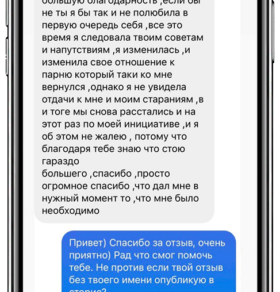 большую благодарность ,если бы
не ты я бы так и не полюбила в
первую очередь себя ,все это
время я следовала твоим советам
и напутствиям ,я изменилась ,и
изменила свое отношение к
парню который таки ко мне
вернулся ,однако я не увидела
отдачи к мне и моим стараниям ,в
и тоге мы снова расстались и на
этот раз по моей инициативе ,и я
об этом не жалею , потому что
благодаря тебе знаю что стою
гараздо
большего ,спасибо ,просто
огромное спасибо ,что дал мне в
нужный момент то ,что мне было
необходимо
Привет) Спасибо за отзыв, очень
приятно) Рад что смог помочь
тебе. Не против если твой отзыв
без твоего имени опубликую в